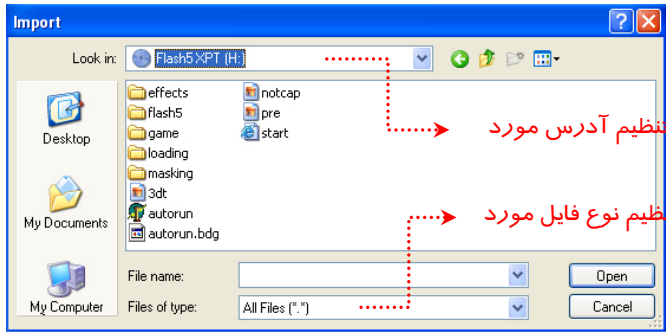 Import
Look in:
Flash5 XPT (H:)
effects
flash5
game
loading
masking
3dt
autorun
autorun.bdg
notcap
pre
start
Desktop
My Documents
My Computer
تنظیم آدرس مورد
نظیم نوع فایل مورد
File name:
Open
Files of type:
All Files (*.*)
Cancel